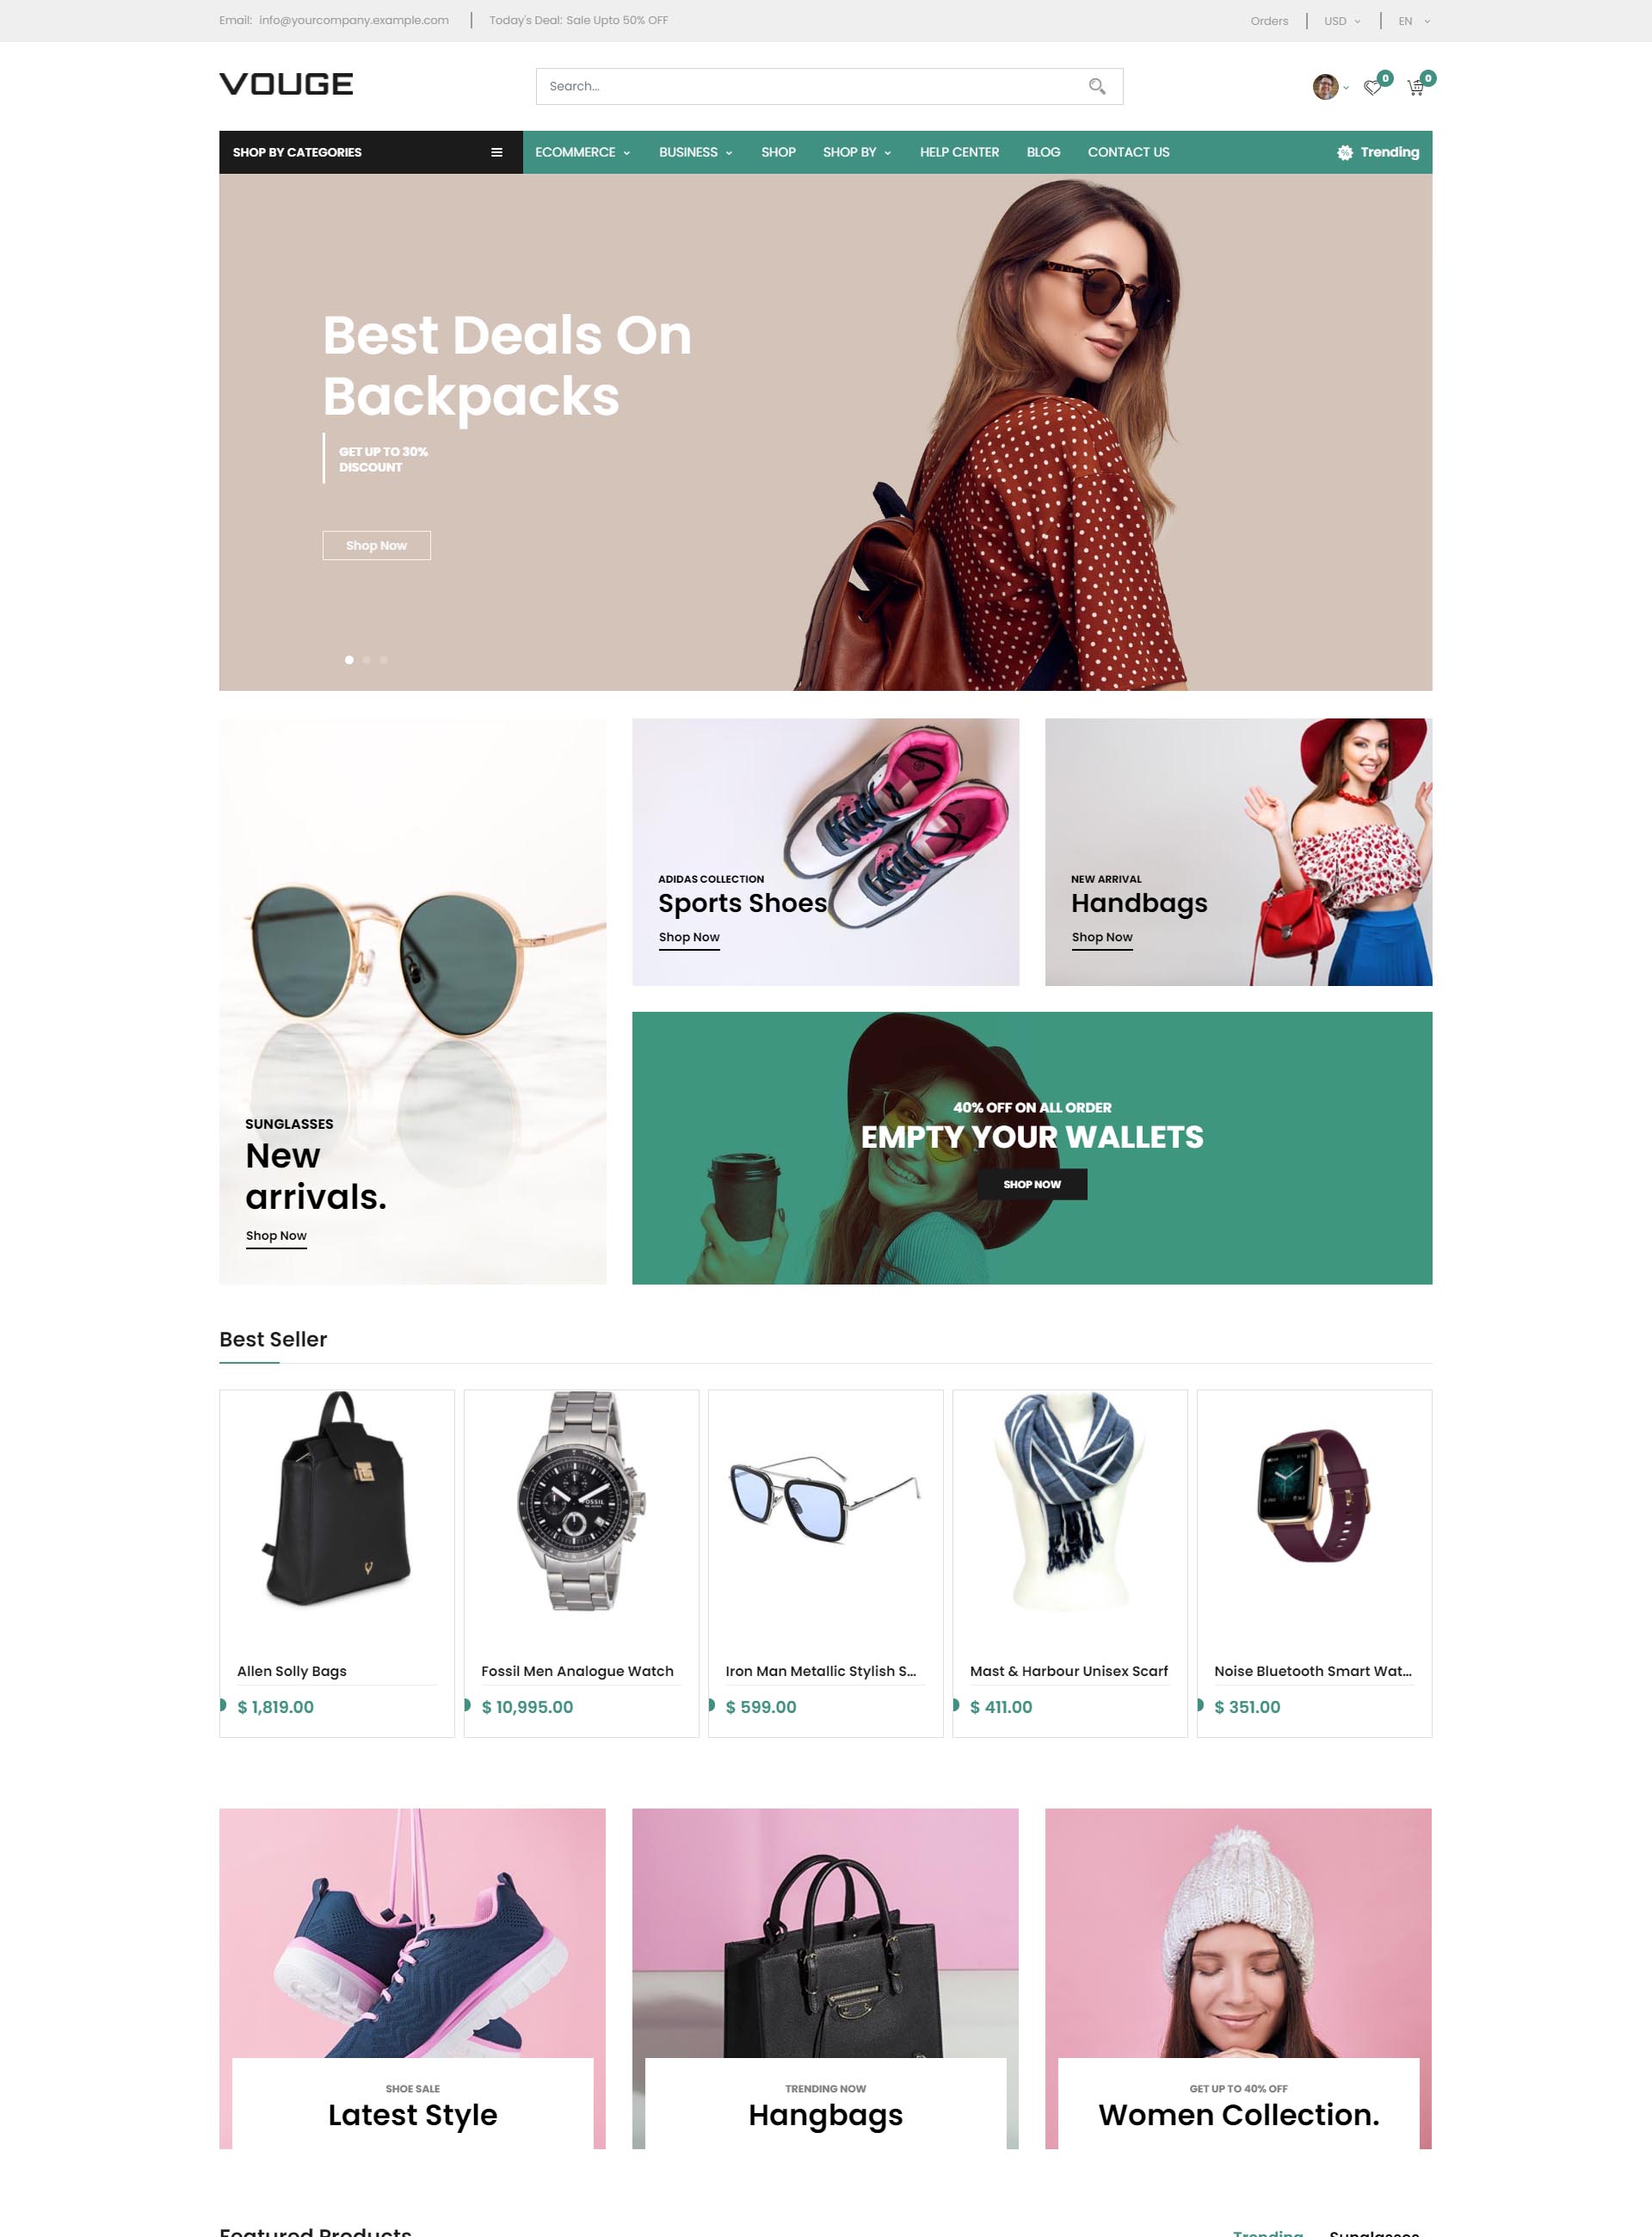 Email: info@yourcompany.example.com
Today's Deal: Sale Upto 50% OFF
Orders
USD
EN
VOUGE
Search...
0
0
SHOP BY CATEGORIES
ECOMMERCE
BUSINESS
SHOP
SHOP BY
HELP CENTER
BLOG
CONTACT US
Trending
Best Deals On
Backpacks
GET UP TO 30%
DISCOUNT
Shop Now
ADIDAS COLLECTION
Sports Shoes
Shop Now
NEW ARRIVAL
Handbags
Shop Now
SUNGLASSES
New
arrivals.
Shop Now
40% OFF ON ALL ORDER
EMPTY YOUR WALLETS
SHOP NOW
Best Seller
FOSSIL
Allen Solly Bags
$ 1,819.00
Fossil Men Analogue Watch
$ 10,995.00
Iron Man Metallic Stylish S...
$ 599.00
Mast & Harbour Unisex Scarf
$ 411.00
Noise Bluetooth Smart Wat...
$ 351.00
SHOE SALE
Latest Style
TRENDING NOW
Hangbags
GET UP TO 40% OFF
Women Collection.
Featured Products
Trending
Sunglasses